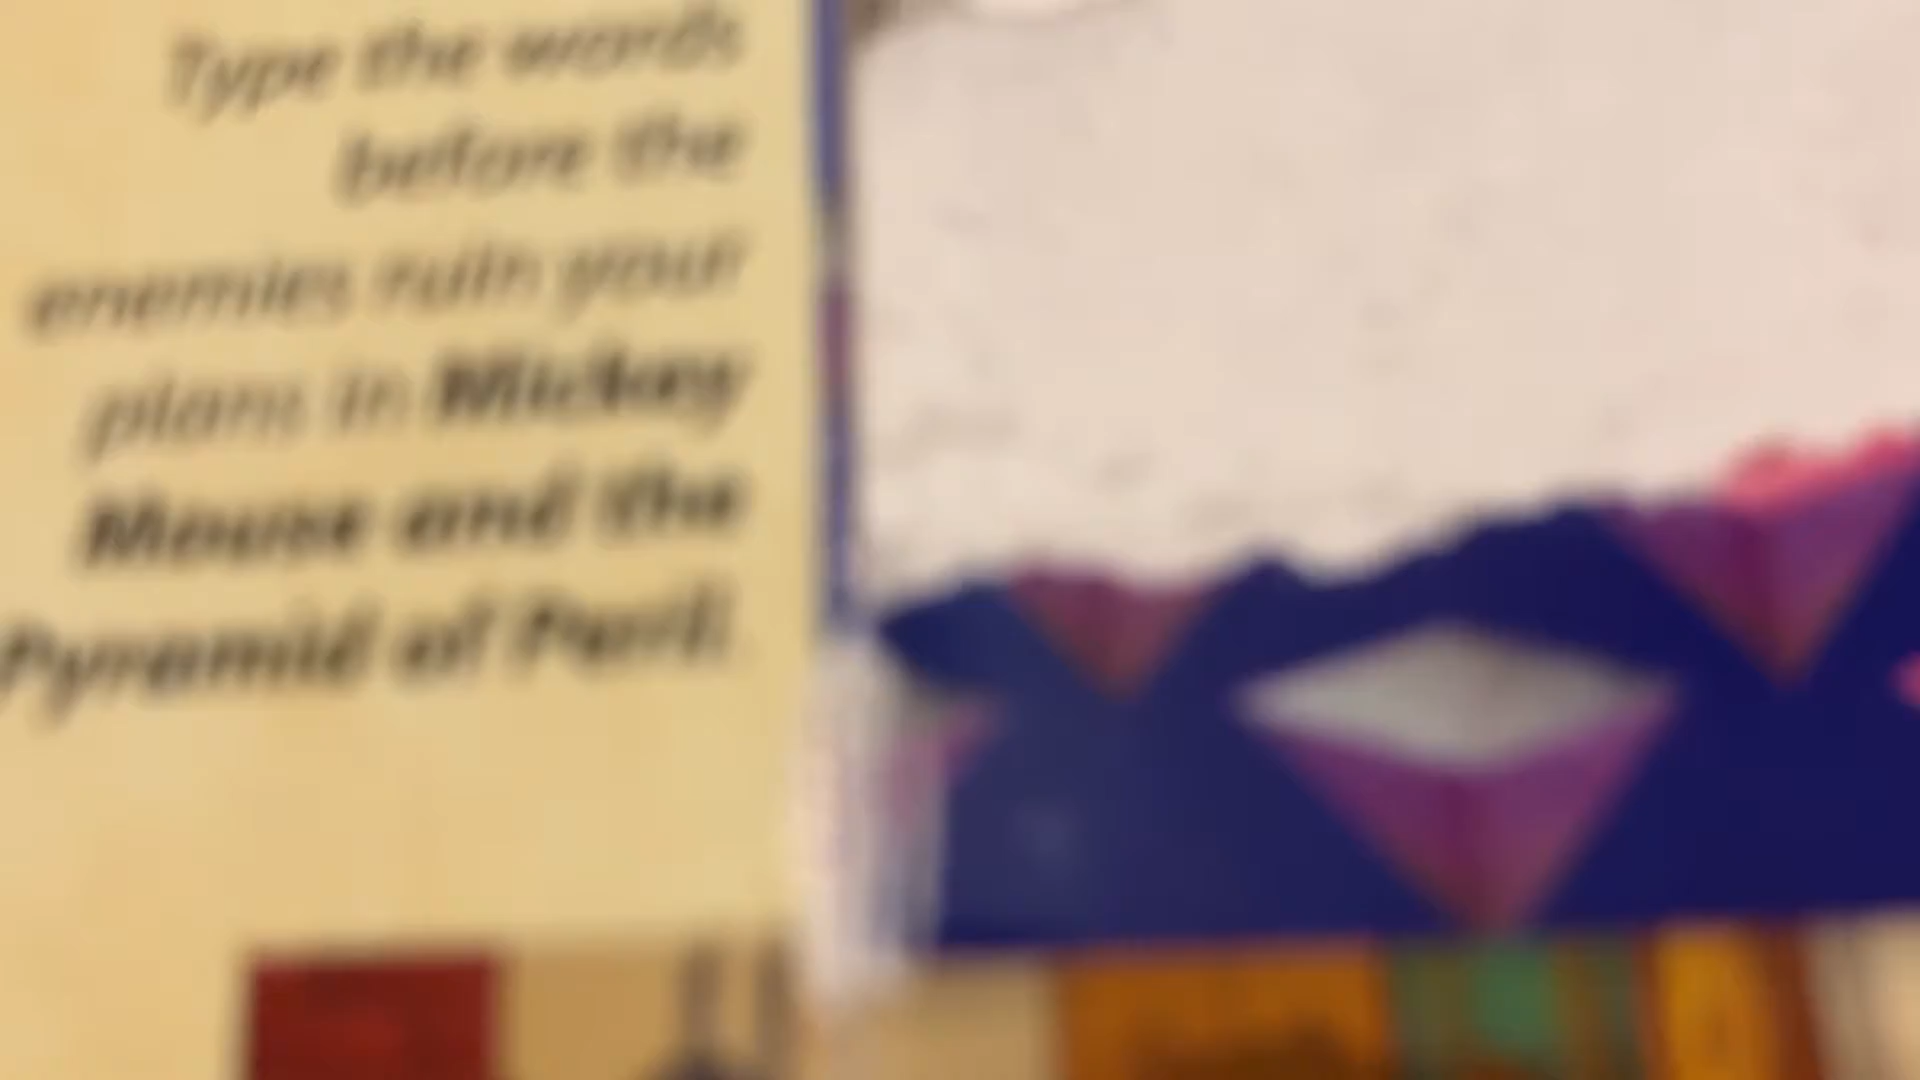 Type the words
before the
enemies ruin your
plans in Mickey
Mouse and the
Pyramid of Peril.